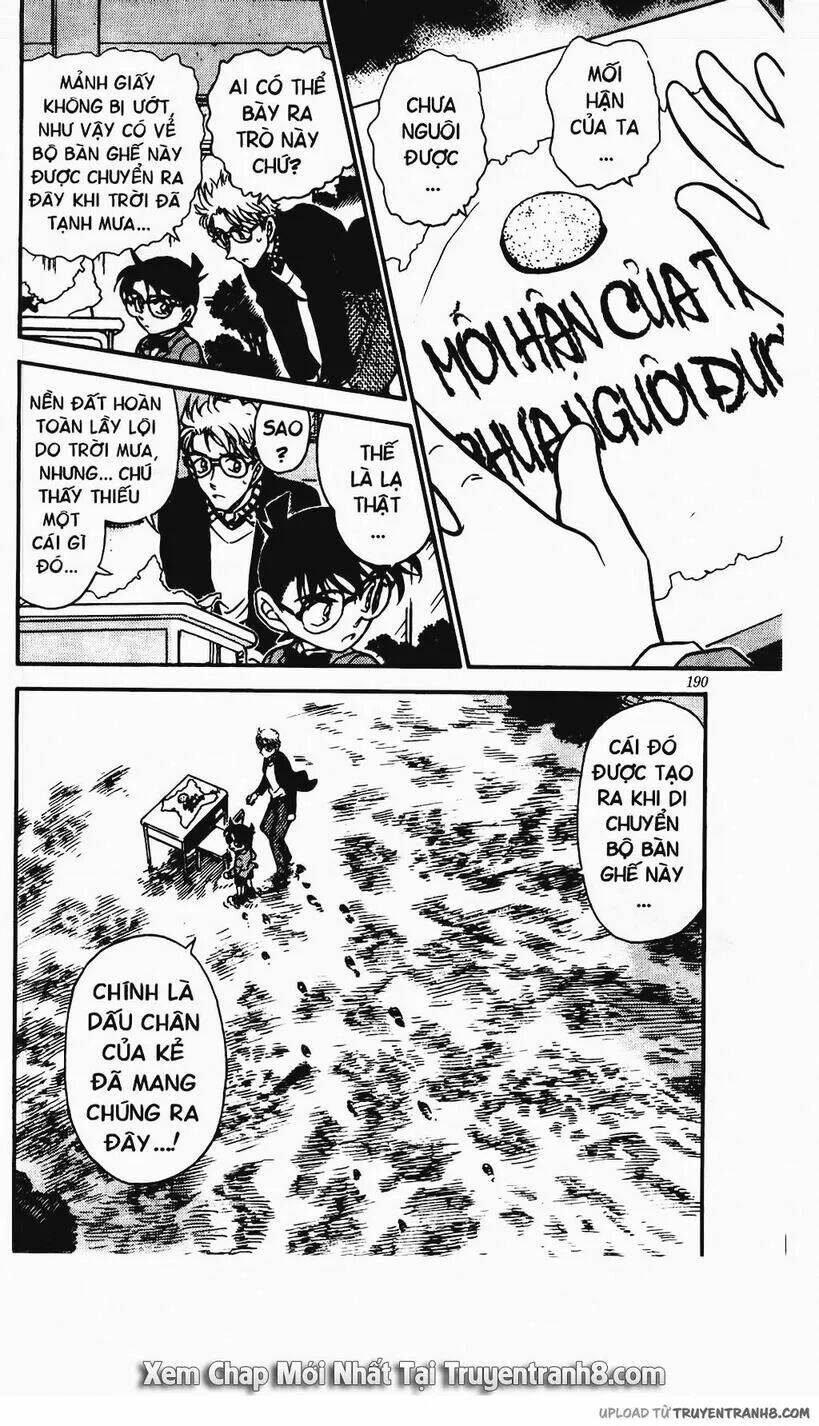 MỐI
HẬN
CỦA TA
...
CHƯA
NGUÔI
ĐƯỢC
...
MỐI HẬN CỦA T
CHƯA NGUÔI ĐƯỢ
AI CÓ THỂ
BÀY RA
TRÒ NÀY
CHỨ?
MẢNH GIẤY
KHÔNG BỊ ƯỚT,
NHƯ VẬY CÓ VẺ
BỘ BÀN GHẾ NÀY
ĐƯỢC CHUYỂN RA
ĐÂY KHI TRỜI ĐÃ
TẠNH MƯA...
THẾ
LÀ LẠ
THẬT
...
SAO
?
NỀN ĐẤT HOÀN
TOÀN LẦY LỘI
DO TRỜI MƯA,
NHƯNG... CHÚ
THẤY THIẾU
MỘT
CÁI GÌ
ĐÓ...
190
CÁI ĐÓ
ĐƯỢC TẠO
RA KHI DI
CHUYỂN
BỘ BÀN
GHẾ NÀY
...
CHÍNH LÀ
DẤU CHÂN
CỦA KẺ
ĐÃ MANG
CHÚNG RA
ĐÂY....!
Xem Chap Mới Nhất Tại Truyentranh8.com
UPLOAD TỪ TRUYENTRANH8.COM